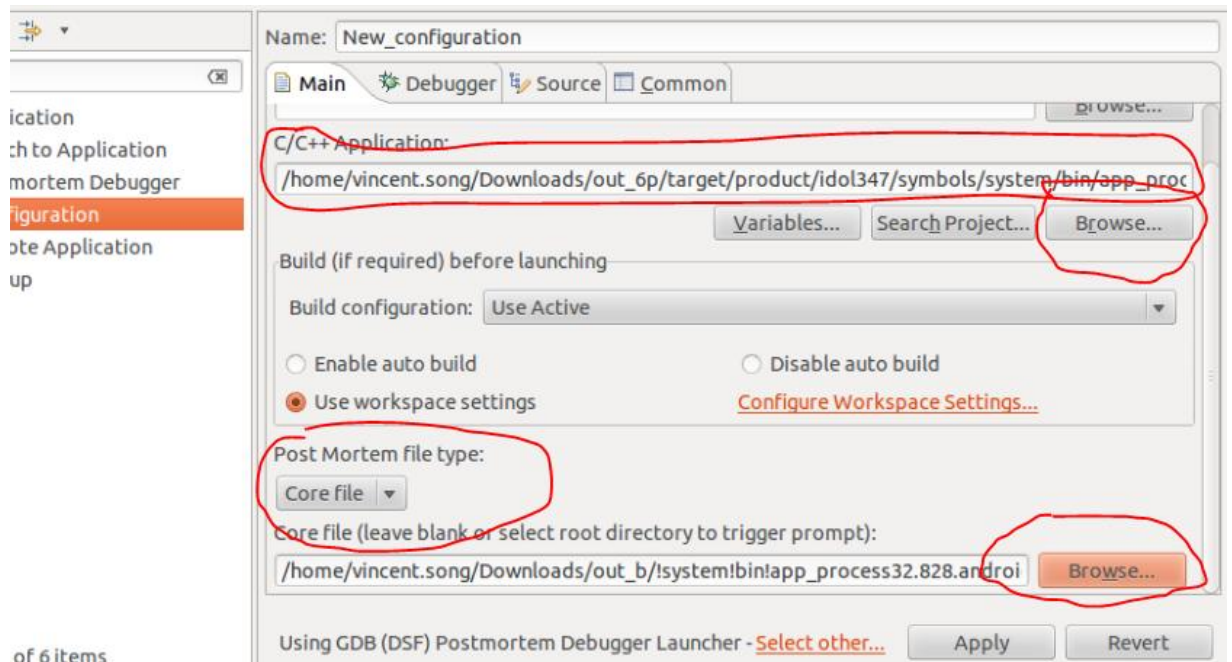 Name: New_configuration
Main Debugger Source Common
ication
ch to Application
mortem Debugger
figuration
ote Application
up
of 6 items
Browse...
C/C++ Application:
/home/vincent.song/Downloads/out_6p/target/product/idol347/symbols/system/bin/app_proc
Variables... Search Project... Browse...
Build (if required) before launching
Build configuration: Use Active
Enable auto build Disable auto build
Use workspace settings Configure Workspace Settings...
Post Mortem file type:
Core file
Core file (leave blank or select root directory to trigger prompt):
/home/vincent.song/Downloads/out_b/!system!bin!app_process32.828.androi Browse...
Using GDB (DSF) Postmortem Debugger Launcher - Select other... Apply Revert